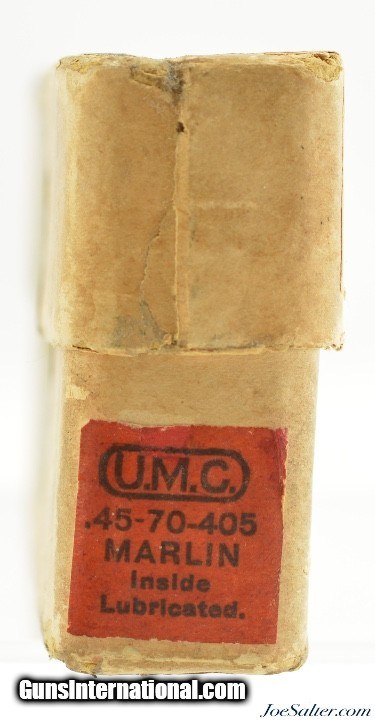 U.M.C.
.45-70-405
MARLIN
Inside
Lubricated.
GunsInternational.com
JoeSalter.com